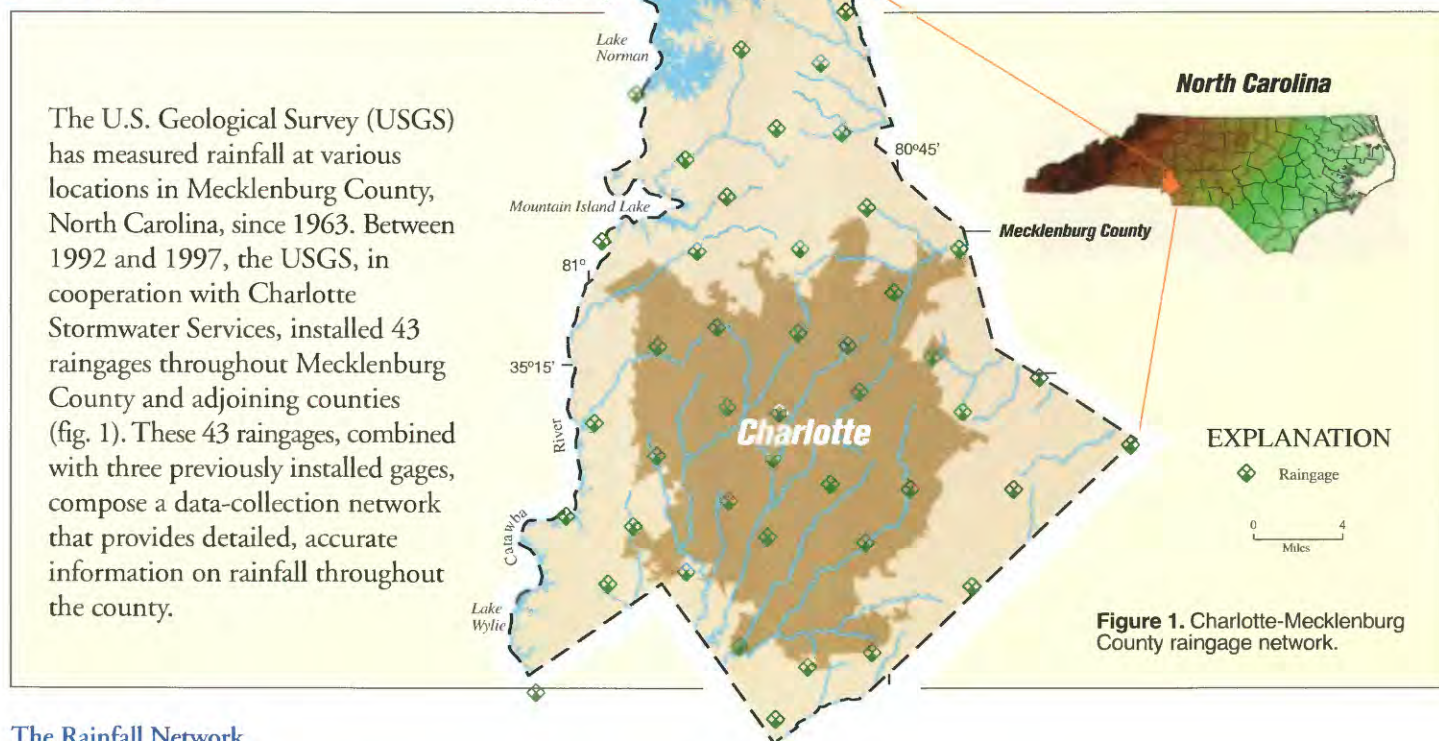 The U.S. Geological Survey (USGS)
has measured rainfall at various
locations in Mecklenburg County,
North Carolina, since 1963. Between
1992 and 1997, the USGS, in
cooperation with Charlotte
Stormwater Services, installed 43
raingages throughout Mecklenburg
County and adjoining counties
(fig. 1). These 43 raingages, combined
with three previously installed gages,
compose a data-collection network
that provides detailed, accurate
information on rainfall throughout
the county.
Lake
Norman
Mountain Island Lake
80°45'
81°
35°15'
Charlotte
Catawba River
Lake
Wylie
North Carolina
Mecklenburg County
EXPLANATION
Raingage
0 4
Miles
Figure 1. Charlotte-Mecklenburg
County raingage network.
The Rainfall Network